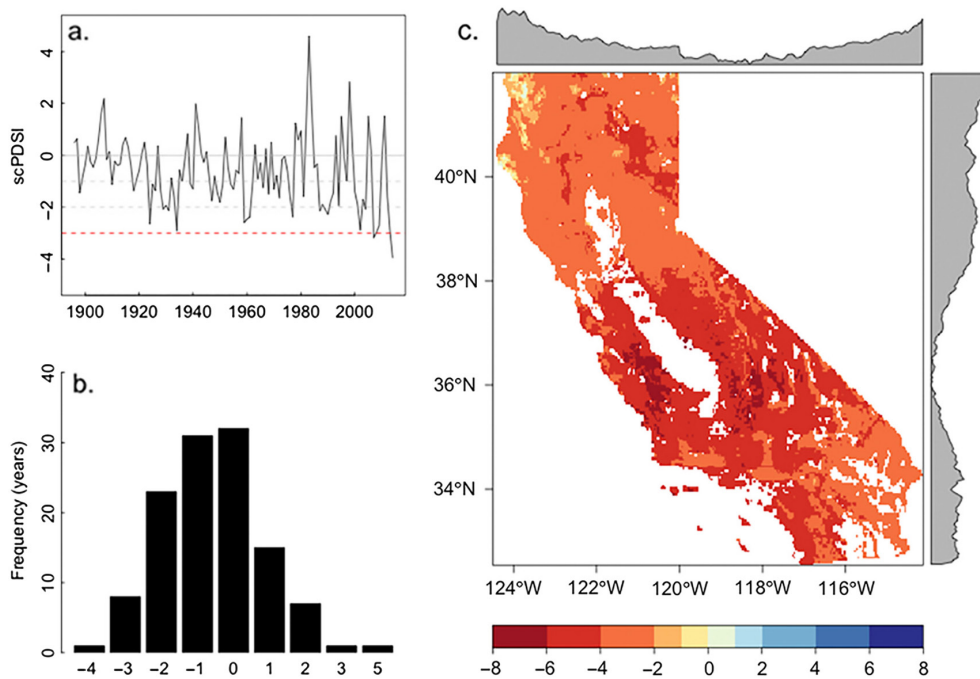 a.
scPDSI
4
2
0
−2
−4
1900 1920 1940 1960 1980 2000
b.
Frequency (years)
40
30
20
10
0
−4 −3 −2 −1 0 1 2 3 5
c.
40°N
38°N
36°N
34°N
124°W 122°W 120°W 118°W 116°W
−8 −6 −4 −2 0 2 4 6 8